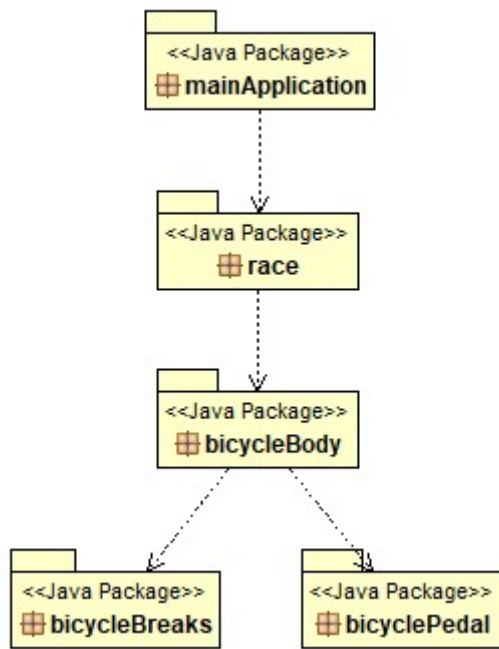 <<Java Package>>
mainApplication
<<Java Package>>
race
<<Java Package>>
bicycleBody
<<Java Package>>
bicycleBreaks
<<Java Package>>
bicyclePedal